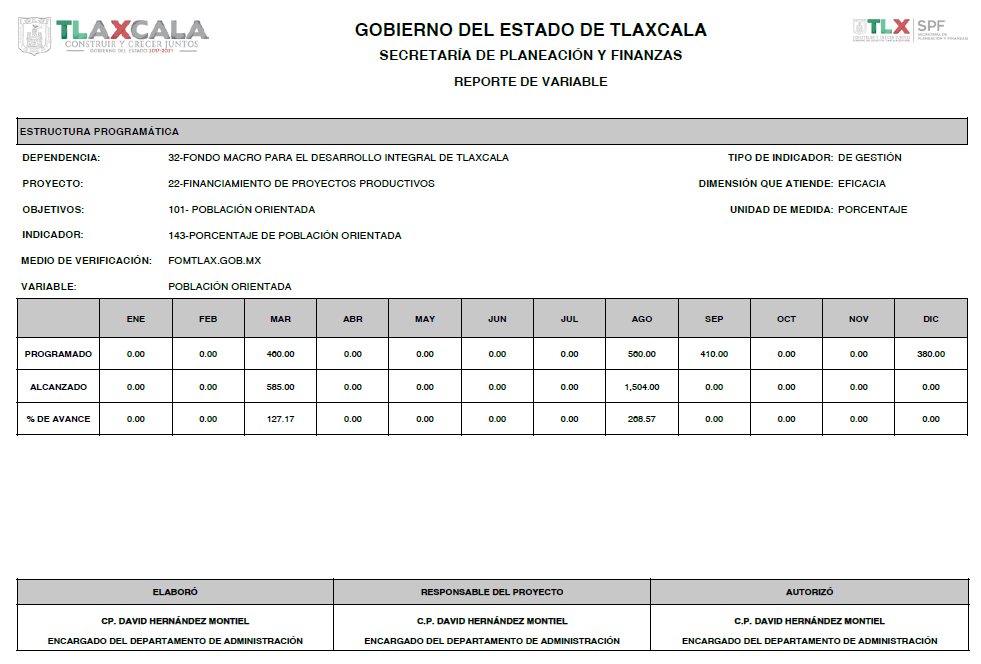 TLAXCALA
CONSTRUIR Y CRECER JUNTOS
GOBIERNO DEL ESTADO 2017-2021
GOBIERNO DEL ESTADO DE TLAXCALA
SECRETARÍA DE PLANEACIÓN Y FINANZAS
REPORTE DE VARIABLE
TLX SPF
ESTRUCTURA PROGRAMÁTICA
DEPENDENCIA: 32-FONDO MACRO PARA EL DESARROLLO INTEGRAL DE TLAXCALA TIPO DE INDICADOR: DE GESTIÓN
PROYECTO: 22-FINANCIAMIENTO DE PROYECTOS PRODUCTIVOS DIMENSIÓN QUE ATIENDE: EFICACIA
OBJETIVOS: 101- POBLACIÓN ORIENTADA UNIDAD DE MEDIDA: PORCENTAJE
INDICADOR: 143-PORCENTAJE DE POBLACIÓN ORIENTADA
MEDIO DE VERIFICACIÓN: FOMTLAX.GOB.MX
VARIABLE: POBLACIÓN ORIENTADA
ENE FEB MAR ABR MAY JUN JUL AGO SEP OCT NOV DIC
PROGRAMADO 0.00 0.00 460.00 0.00 0.00 0.00 0.00 560.00 410.00 0.00 0.00 380.00
ALCANZADO 0.00 0.00 585.00 0.00 0.00 0.00 0.00 1,504.00 0.00 0.00 0.00 0.00
% DE AVANCE 0.00 0.00 127.17 0.00 0.00 0.00 0.00 268.57 0.00 0.00 0.00 0.00
ELABORÓ RESPONSABLE DEL PROYECTO AUTORIZÓ
CP. DAVID HERNÁNDEZ MONTIEL C.P. DAVID HERNÁNDEZ MONTIEL C.P. DAVID HERNÁNDEZ MONTIEL
ENCARGADO DEL DEPARTAMENTO DE ADMINISTRACIÓN ENCARGADO DEL DEPARTAMENTO DE ADMINISTRACIÓN ENCARGADO DEL DEPARTAMENTO DE ADMINISTRACIÓN